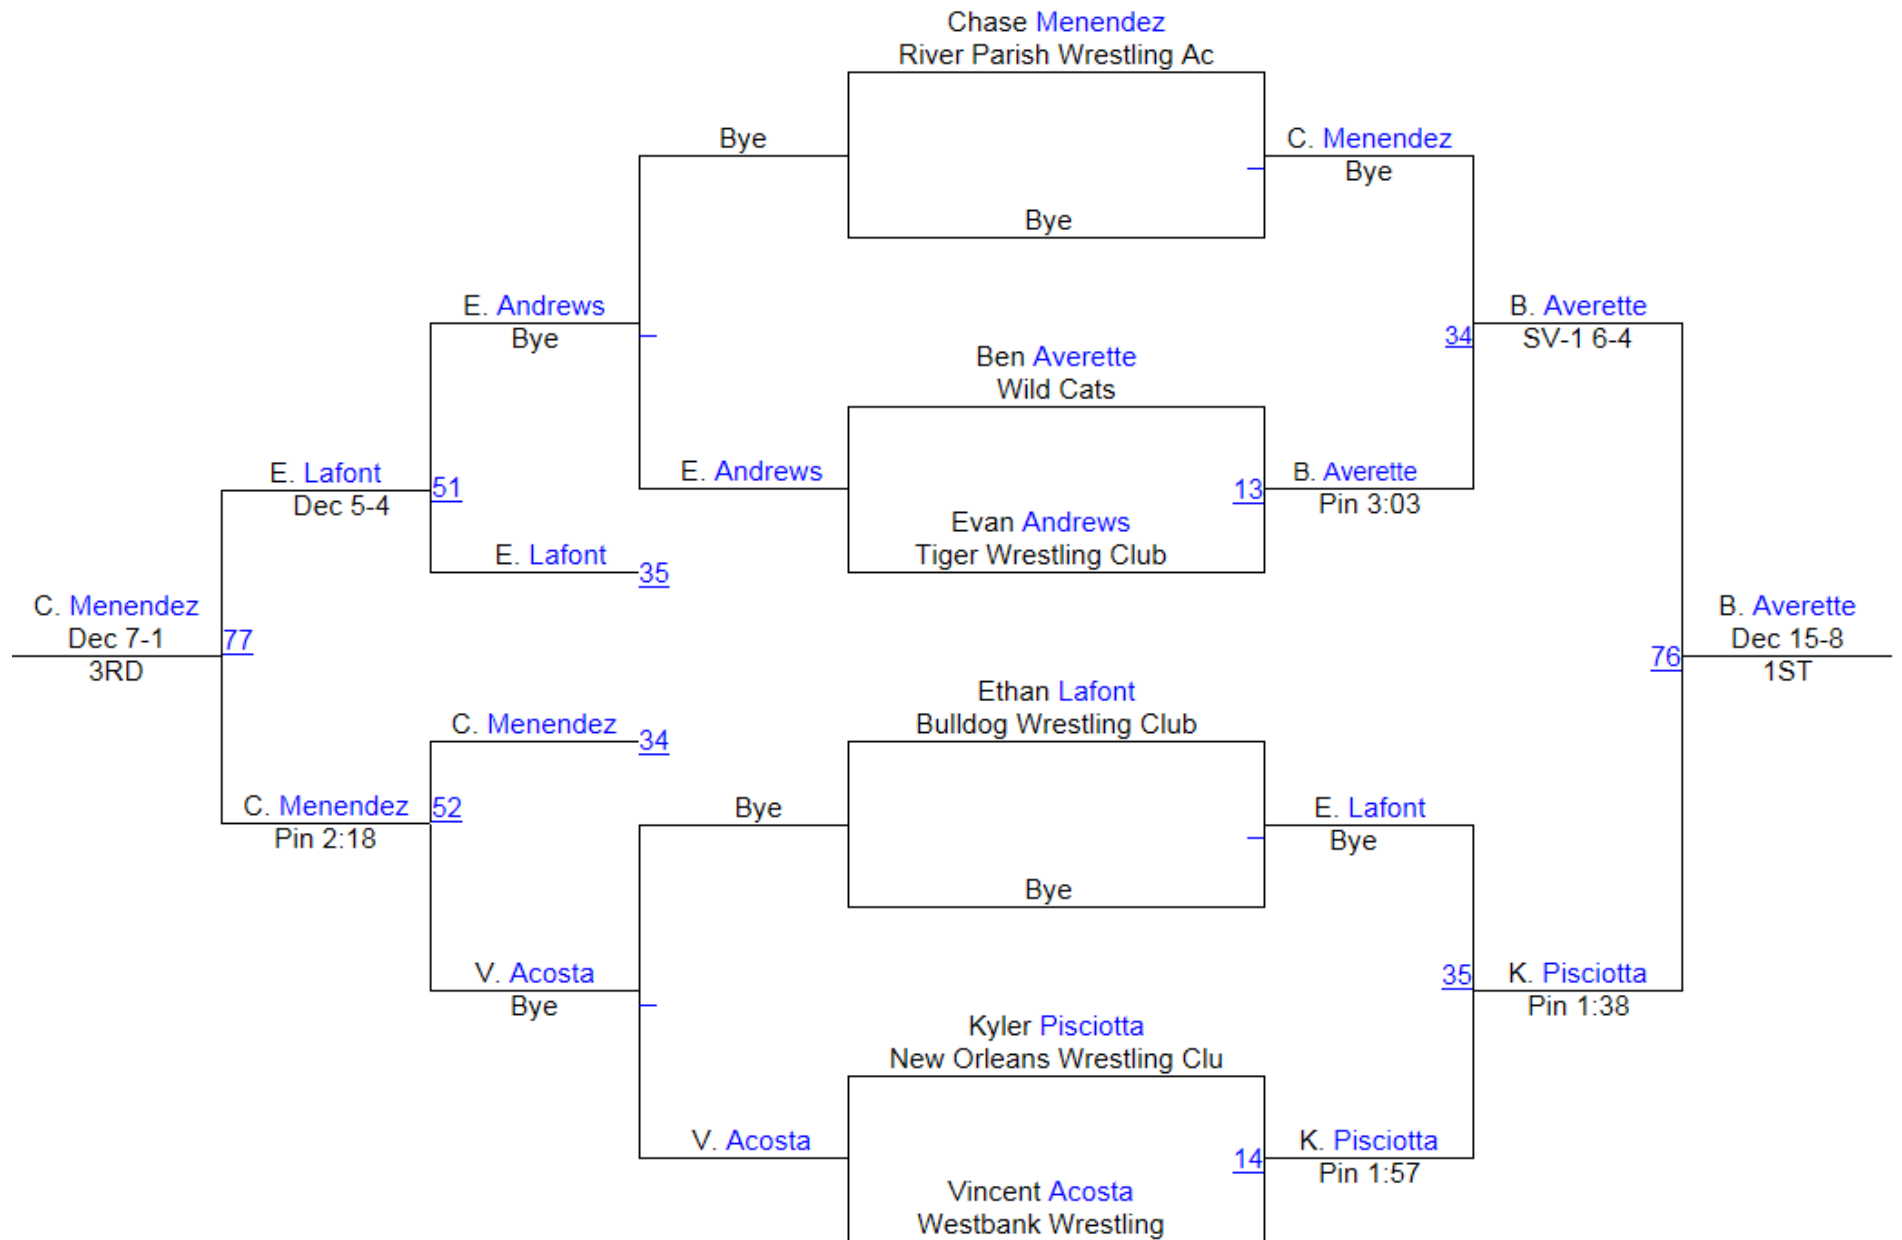 Chase Menendez
River Parish Wrestling Ac
Bye
C. Menendez
Bye
Bye
E. Andrews
Bye
B. Averette
34
SV-1 6-4
Ben Averette
Wild Cats
E. Lafont
51
Dec 5-4
E. Andrews
13
B. Averette
Pin 3:03
Evan Andrews
Tiger Wrestling Club
E. Lafont
35
C. Menendez
Dec 7-1
77
3RD
B. Averette
Dec 15-8
76
1ST
Ethan Lafont
Bulldog Wrestling Club
C. Menendez
34
C. Menendez
52
Pin 2:18
Bye
E. Lafont
Bye
Bye
V. Acosta
Bye
35
K. Pisciotta
Pin 1:38
Kyler Pisciotta
New Orleans Wrestling Clu
V. Acosta
14
K. Pisciotta
Pin 1:57
Vincent Acosta
Westbank Wrestling